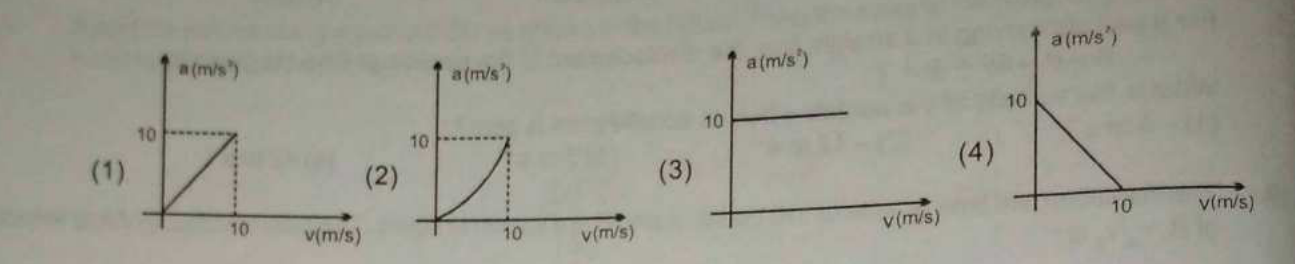 (1) a(m/s²) 10 10 v(m/s)
(2) a(m/s²) 10 10 v(m/s)
(3) a(m/s²) 10 v(m/s)
(4) a(m/s²) 10 10 v(m/s)